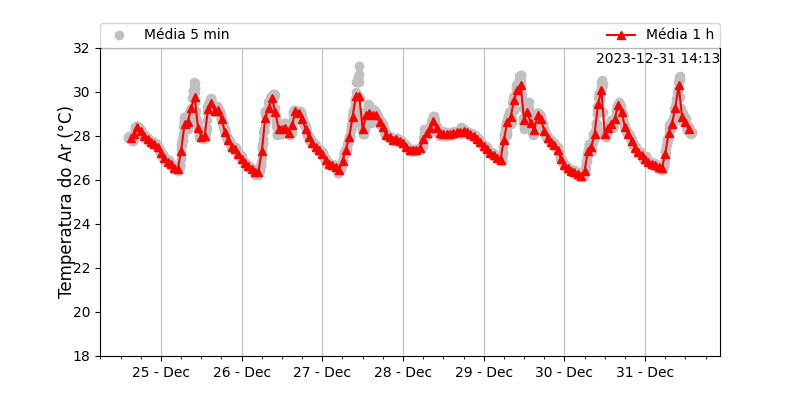 Média 5 min
Média 1 h
2023-12-31 14:13
Temperatura do Ar (°C)
32
30
28
26
24
22
20
18
25 - Dec
26 - Dec
27 - Dec
28 - Dec
29 - Dec
30 - Dec
31 - Dec